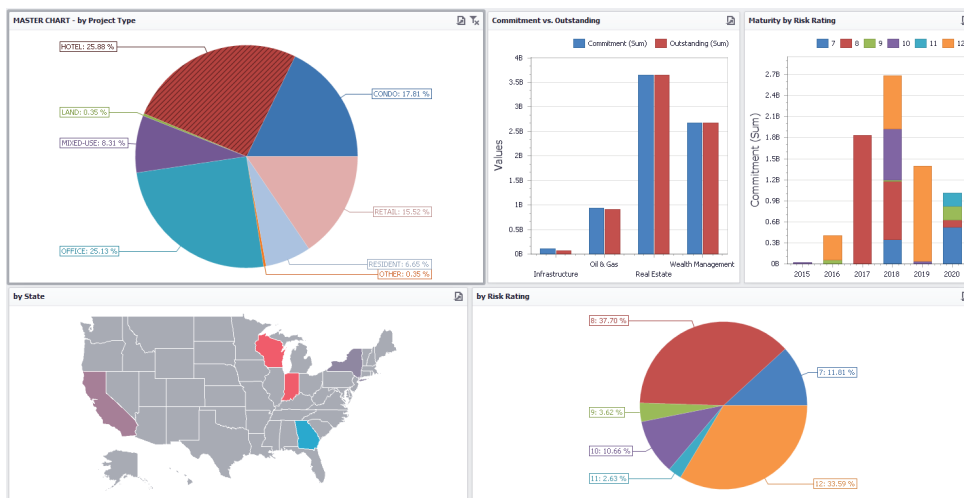 MASTER CHART - by Project Type
HOTEL: 25.88 %
CONDO: 17.81 %
LAND: 0.35 %
MIXED-USE: 8.31 %
RETAIL: 15.52 %
OFFICE: 25.13 %
RESIDENT: 6.65 %
OTHER: 0.35 %
Commitment vs. Outstanding
Commitment (Sum) Outstanding (Sum)
4B
3.5B
3B
2.5B
2B
1.5B
1B
0.5B
0B
Values
Infrastructure
Oil & Gas
Real Estate
Wealth Management
Maturity by Risk Rating
7 8 9 10 11 12
2.7B
2.4B
2.1B
1.8B
1.5B
1.2B
0.9B
0.6B
0.3B
0B
Commitment (Sum)
2015 2016 2017 2018 2019 2020
by State
by Risk Rating
8: 37.70 %
7: 11.81 %
9: 3.62 %
10: 10.66 %
11: 2.63 %
12: 33.59 %